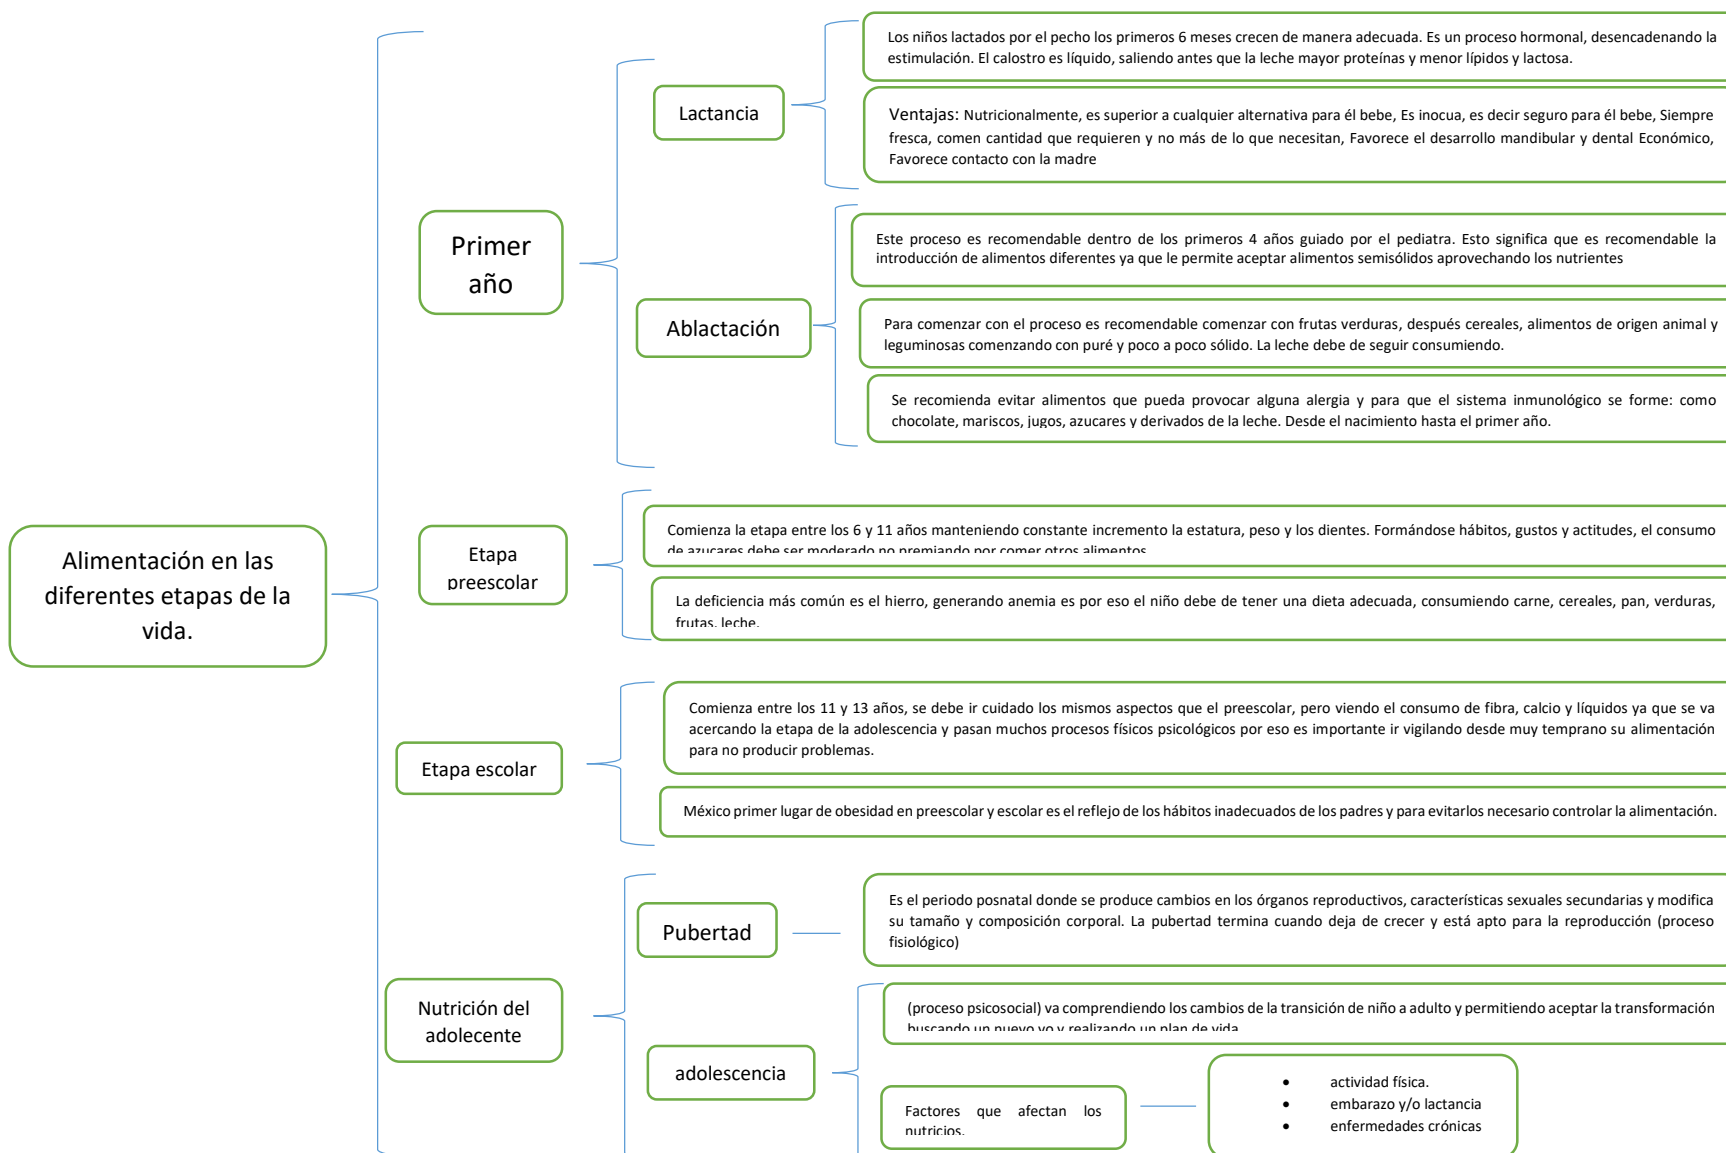 Alimentación en las
diferentes etapas de la
vida.
Primer
año
Lactancia
Los niños lactados por el pecho los primeros 6 meses crecen de manera adecuada. Es un proceso hormonal, desencadenando la
estimulación. El calostro es líquido, saliendo antes que la leche mayor proteínas y menor lípidos y lactosa.
Ventajas: Nutricionalmente, es superior a cualquier alternativa para él bebe, Es inocua, es decir seguro para él bebe, Siempre
fresca, comen cantidad que requieren y no más de lo que necesitan, Favorece el desarrollo mandibular y dental Económico,
Favorece contacto con la madre
Ablactación
Este proceso es recomendable dentro de los primeros 4 años guiado por el pediatra. Esto significa que es recomendable la
introducción de alimentos diferentes ya que le permite aceptar alimentos semisólidos aprovechando los nutrientes
Para comenzar con el proceso es recomendable comenzar con frutas verduras, después cereales, alimentos de origen animal y
leguminosas comenzando con puré y poco a poco sólido. La leche debe de seguir consumiendo.
Se recomienda evitar alimentos que pueda provocar alguna alergia y para que el sistema inmunológico se forme: como
chocolate, mariscos, jugos, azucares y derivados de la leche. Desde el nacimiento hasta el primer año.
Etapa
preescolar
Comienza la etapa entre los 6 y 11 años manteniendo constante incremento la estatura, peso y los dientes. Formándose hábitos, gustos y actitudes, el consumo
de azucares debe ser moderado no premiando por comer otros alimentos
La deficiencia más común es el hierro, generando anemia es por eso el niño debe de tener una dieta adecuada, consumiendo carne, cereales, pan, verduras,
frutas, leche.
Etapa escolar
Comienza entre los 11 y 13 años, se debe ir cuidado los mismos aspectos que el preescolar, pero viendo el consumo de fibra, calcio y líquidos ya que se va
acercando la etapa de la adolescencia y pasan muchos procesos físicos psicológicos por eso es importante ir vigilando desde muy temprano su alimentación
para no producir problemas.
México primer lugar de obesidad en preescolar y escolar es el reflejo de los hábitos inadecuados de los padres y para evitarlos necesario controlar la alimentación.
Nutrición del
adolecente
Pubertad
Es el periodo posnatal donde se produce cambios en los órganos reproductivos, características sexuales secundarias y modifica
su tamaño y composición corporal. La pubertad termina cuando deja de crecer y está apto para la reproducción (proceso
fisiológico)
adolescencia
(proceso psicosocial) va comprendiendo los cambios de la transición de niño a adulto y permitiendo aceptar la transformación
buscando un nuevo yo y realizando un plan de vida
Factores que afectan los
nutricios.
• actividad física.
• embarazo y/o lactancia
• enfermedades crónicas